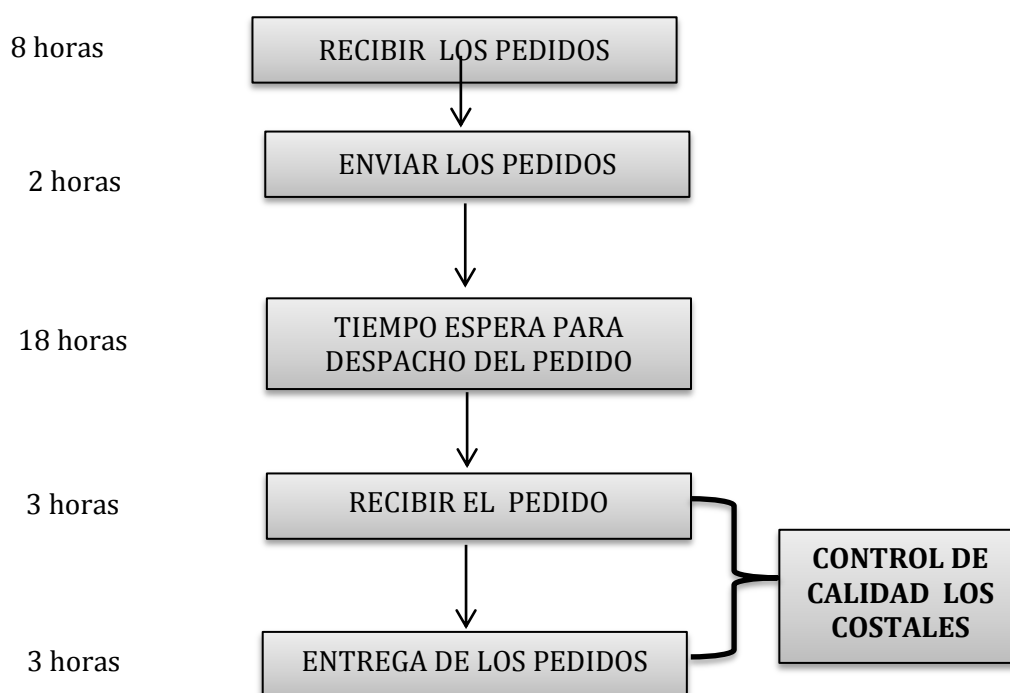 8 horas
RECIBIR LOS PEDIDOS
2 horas
ENVIAR LOS PEDIDOS
18 horas
TIEMPO ESPERA PARA
DESPACHO DEL PEDIDO
3 horas
RECIBIR EL PEDIDO
CONTROL DE
CALIDAD LOS
COSTALES
3 horas
ENTREGA DE LOS PEDIDOS